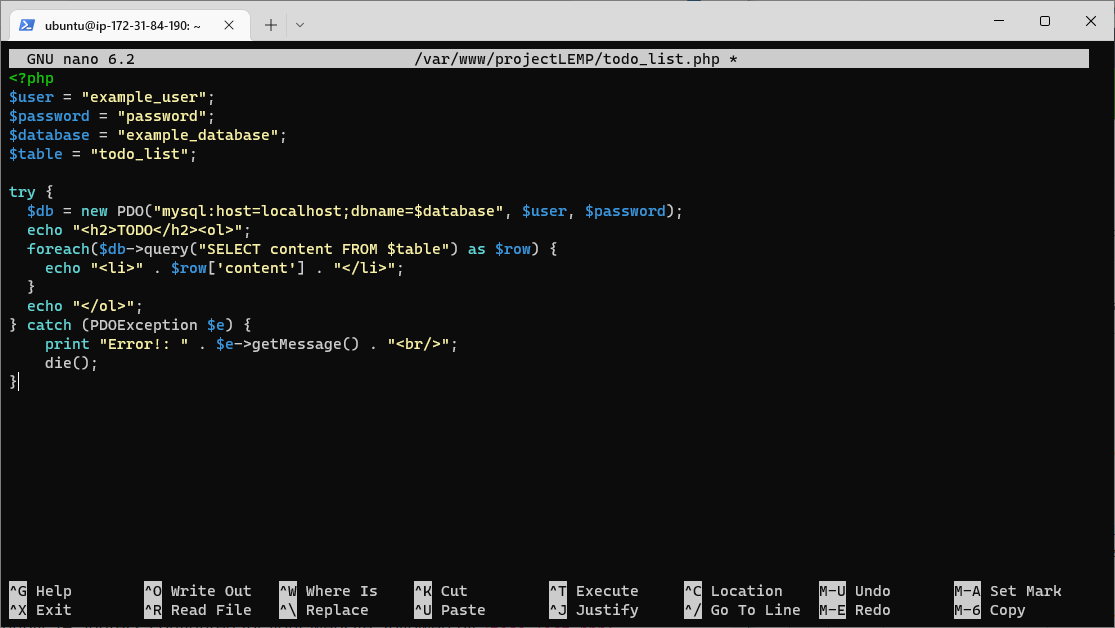 ubuntu@ip-172-31-84-190: ~
GNU nano 6.2 /var/www/projectLEMP/todo_list.php *
<?php
$user = "example_user";
$password = "password";
$database = "example_database";
$table = "todo_list";
try {
  $db = new PDO("mysql:host=localhost;dbname=$database", $user, $password);
  echo "<h2>TODO</h2><ol>";
  foreach($db->query("SELECT content FROM $table") as $row) {
    echo "<li>" . $row['content'] . "</li>";
  }
  echo "</ol>";
} catch (PDOException $e) {
    print "Error!: " . $e->getMessage() . "<br/>";
    die();
}
^G Help ^O Write Out ^W Where Is ^K Cut ^T Execute ^C Location M-U Undo M-A Set Mark
^X Exit ^R Read File ^\ Replace ^U Paste ^J Justify ^/ Go To Line M-E Redo M-6 Copy